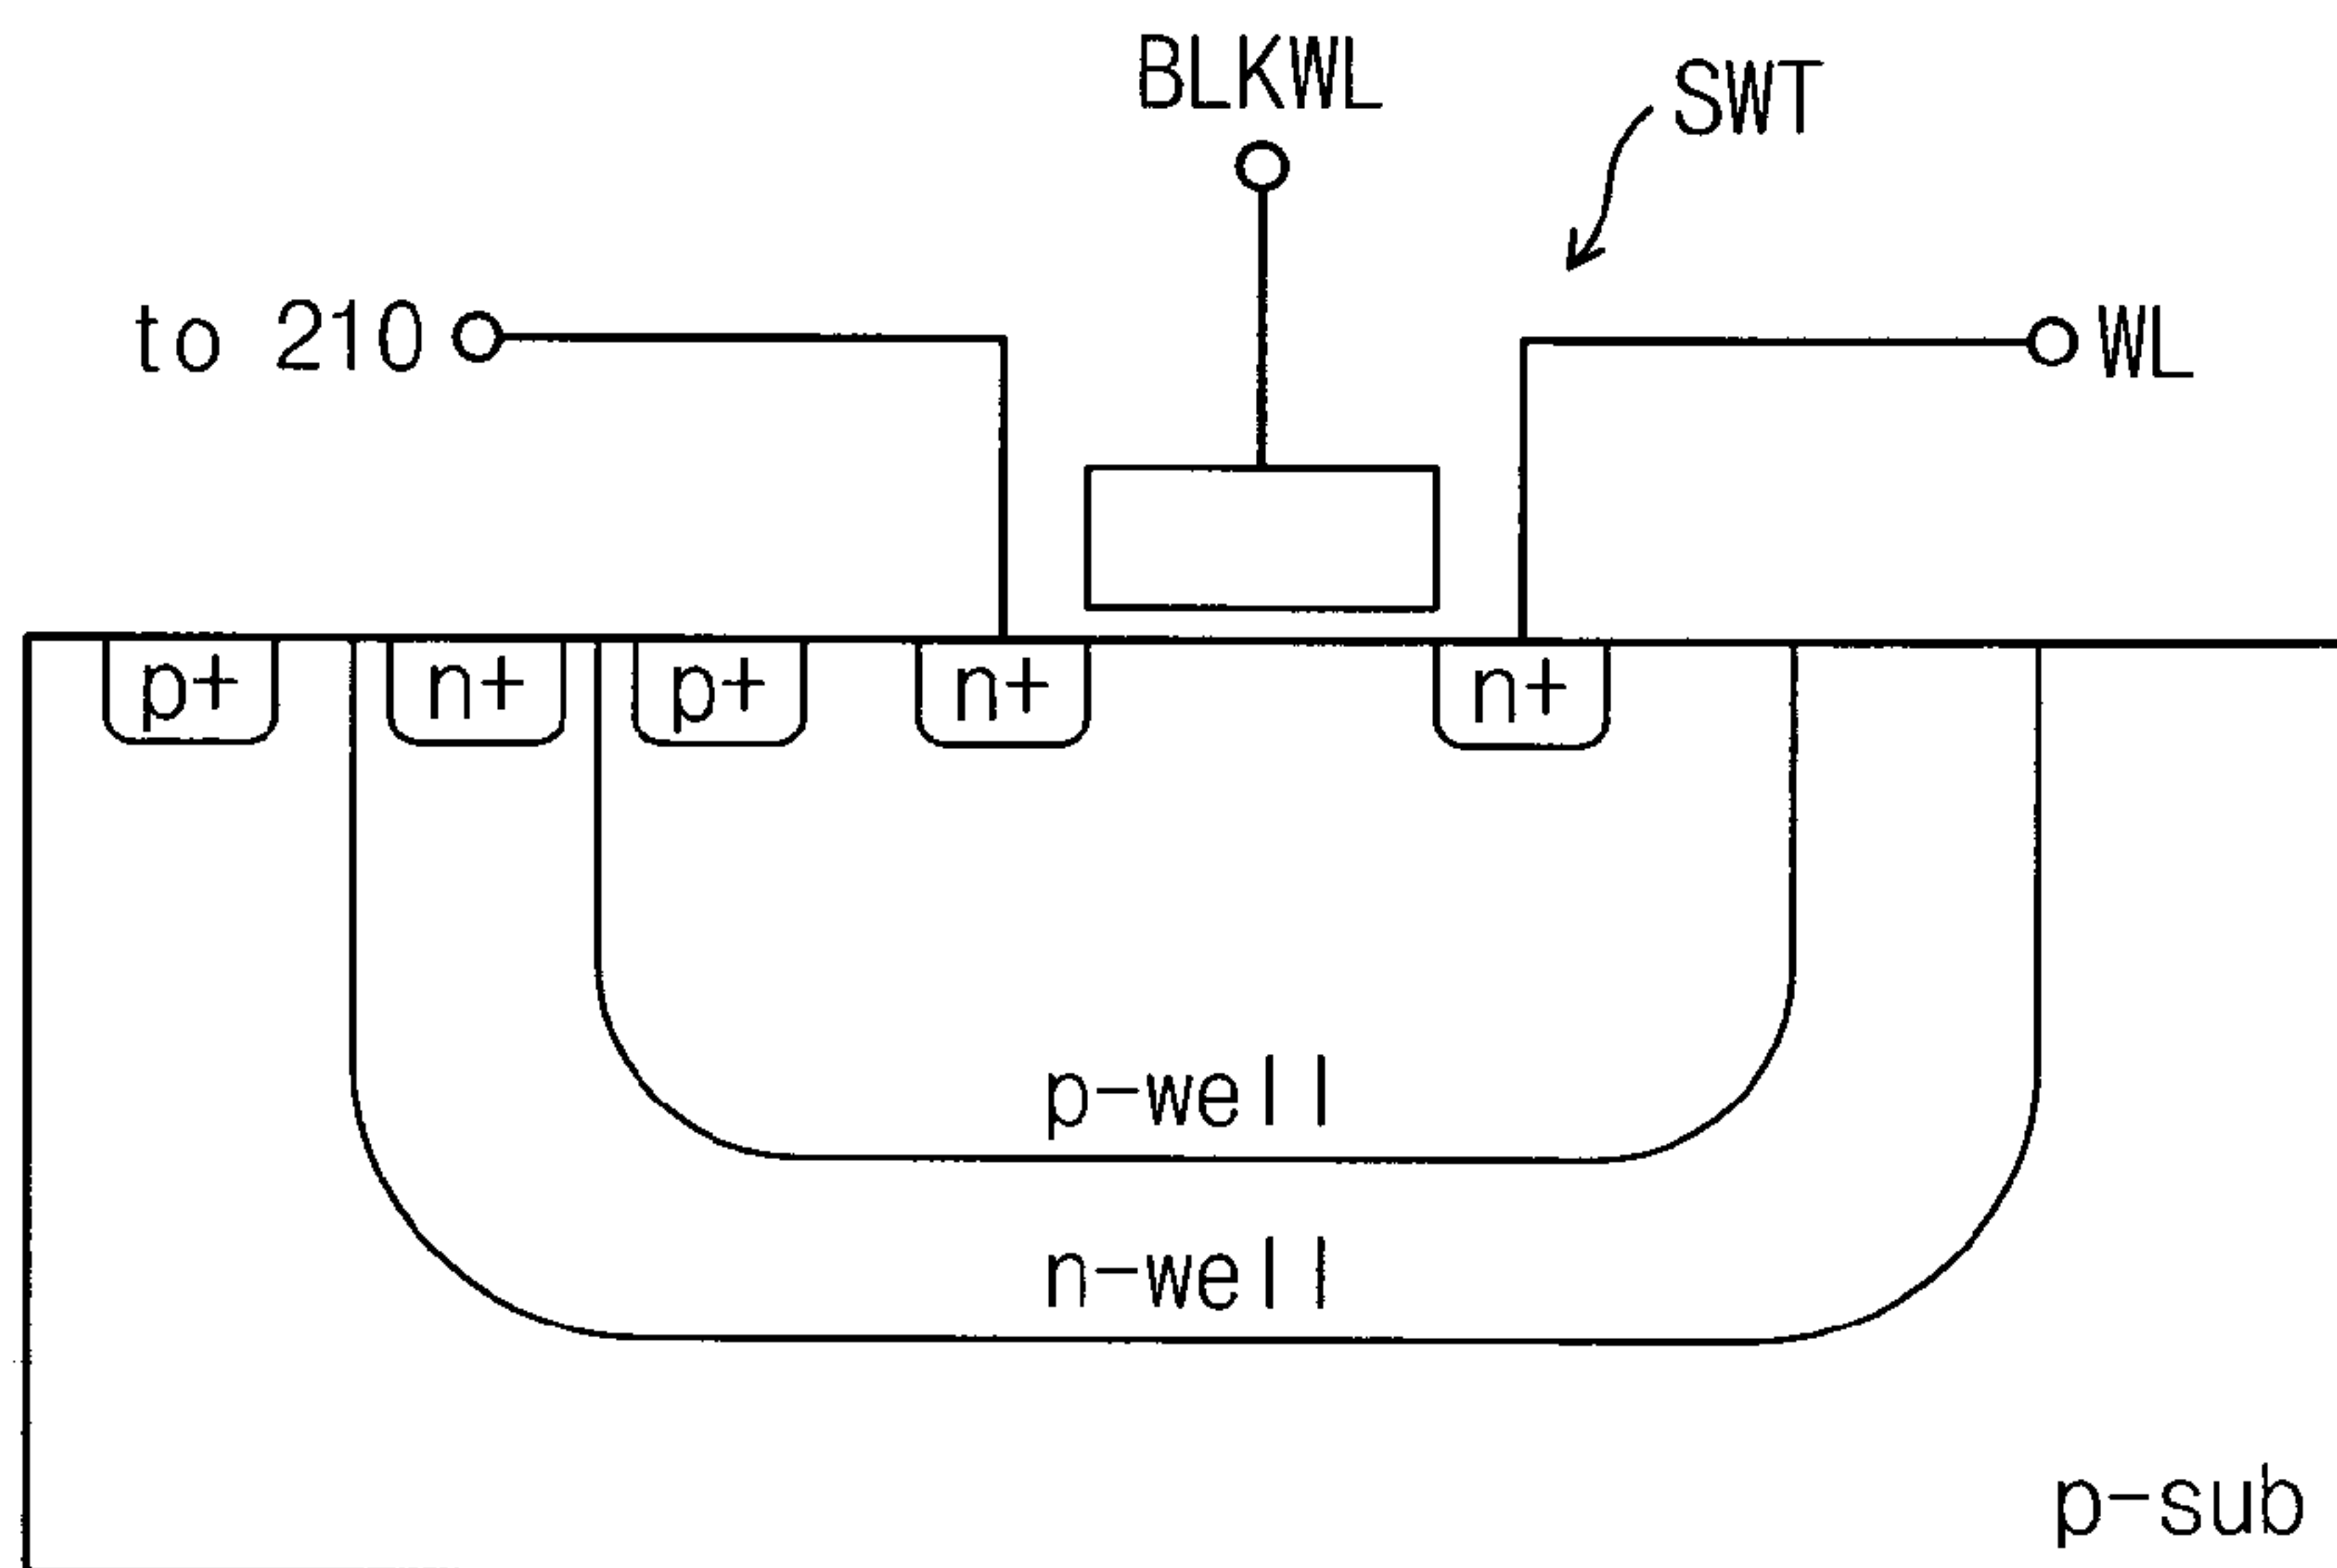 BLKWL
SWT
to 210
WL
p+ n+ p+ n+ n+
p-well
n-well
p-sub